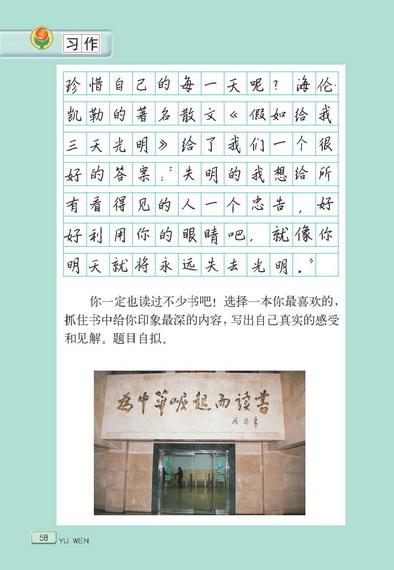 习作
珍惜自己的每一天呢？海伦·
凯勒的著名散文《假如给我
三天光明》给了我们一个很
好的答案：“失明的我想给所
有看得见的人一个忠告，好
好利用你的眼睛吧，就像你
明天就将永远失去光明。”
你一定也读过不少书吧！选择一本你最喜欢的，
抓住书中给你印象最深的内容，写出自己真实的感受
和见解。题目自拟。
为中华崛起而读书
周恩来
58
YU WEN